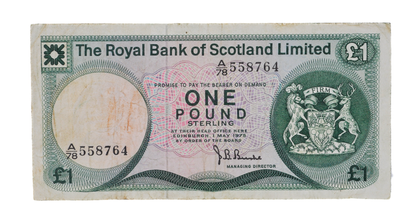 The Royal Bank of Scotland Limited £1
A/78 558764
PROMISE TO PAY THE BEARER ON DEMAND
ONE
POUND
STERLING
AT THEIR HEAD OFFICE HERE
EDINBURGH 1 MAY 1975
BY ORDER OF THE BOARD
FIRM
A/78 558764
MANAGING DIRECTOR
£1 £1